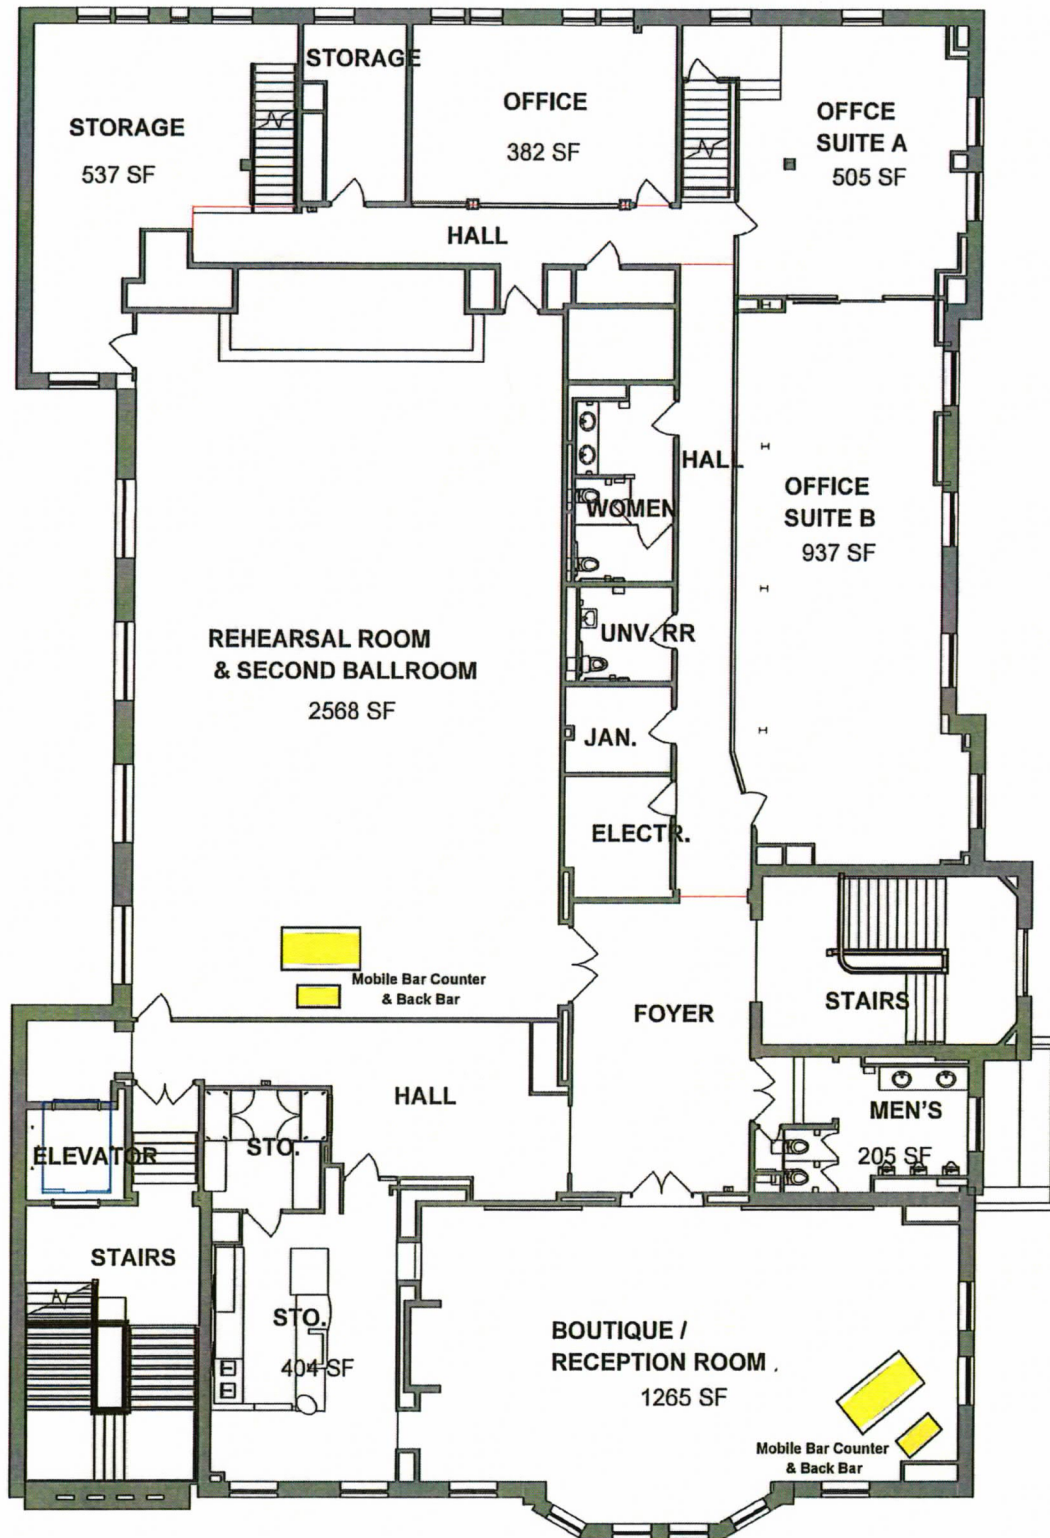 STORAGE
OFFICE
OFFCE
SUITE A
STORAGE
382 SF
505 SF
537 SF
HALL
HALL
OFFICE
SUITE B
WOMEN
937 SF
REHEARSAL ROOM
& SECOND BALLROOM
UNV. RR
2568 SF
JAN.
ELECTR.
Mobile Bar Counter
& Back Bar
STAIRS
FOYER
HALL
MEN'S
205 SF
STO.
ELEVATOR
STAIRS
STO.
404 SF
BOUTIQUE /
RECEPTION ROOM
1265 SF
Mobile Bar Counter
& Back Bar